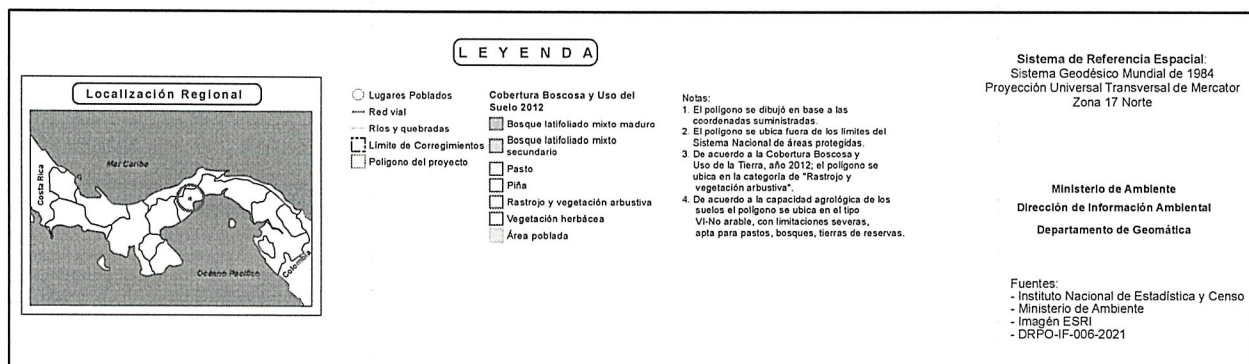 L E Y E N D A
Localización Regional
Mar Caribe
Costa Rica
Océano Pacífico
Colombia
Lugares Poblados
Red vial
Ríos y quebradas
Límite de Corregimientos
Polígono del proyecto
Cobertura Boscosa y Uso del
Suelo 2012
Bosque latifoliado mixto maduro
Bosque latifoliado mixto
secundario
Pasto
Piña
Rastrojo y vegetación arbustiva
Vegetación herbácea
Área poblada
Notas:
1. El polígono se dibujó en base a las
coordenadas suministradas.
2. El polígono se ubica fuera de los límites del
Sistema Nacional de áreas protegidas.
3. De acuerdo a la Cobertura Boscosa y
Uso de la Tierra, año 2012; el polígono se
ubica en la categoría de "Rastrojo y
vegetación arbustiva".
4. De acuerdo a la capacidad agrológica de los
suelos el polígono se ubica en el tipo
VI-No arable, con limitaciones severas,
apta para pastos, bosques, tierras de reservas.
Sistema de Referencia Espacial:
Sistema Geodésico Mundial de 1984
Proyección Universal Transversal de Mercator
Zona 17 Norte
Ministerio de Ambiente
Dirección de Información Ambiental
Departamento de Geomática
Fuentes:
- Instituto Nacional de Estadística y Censo
- Ministerio de Ambiente
- Imagén ESRI
- DRPO-IF-006-2021